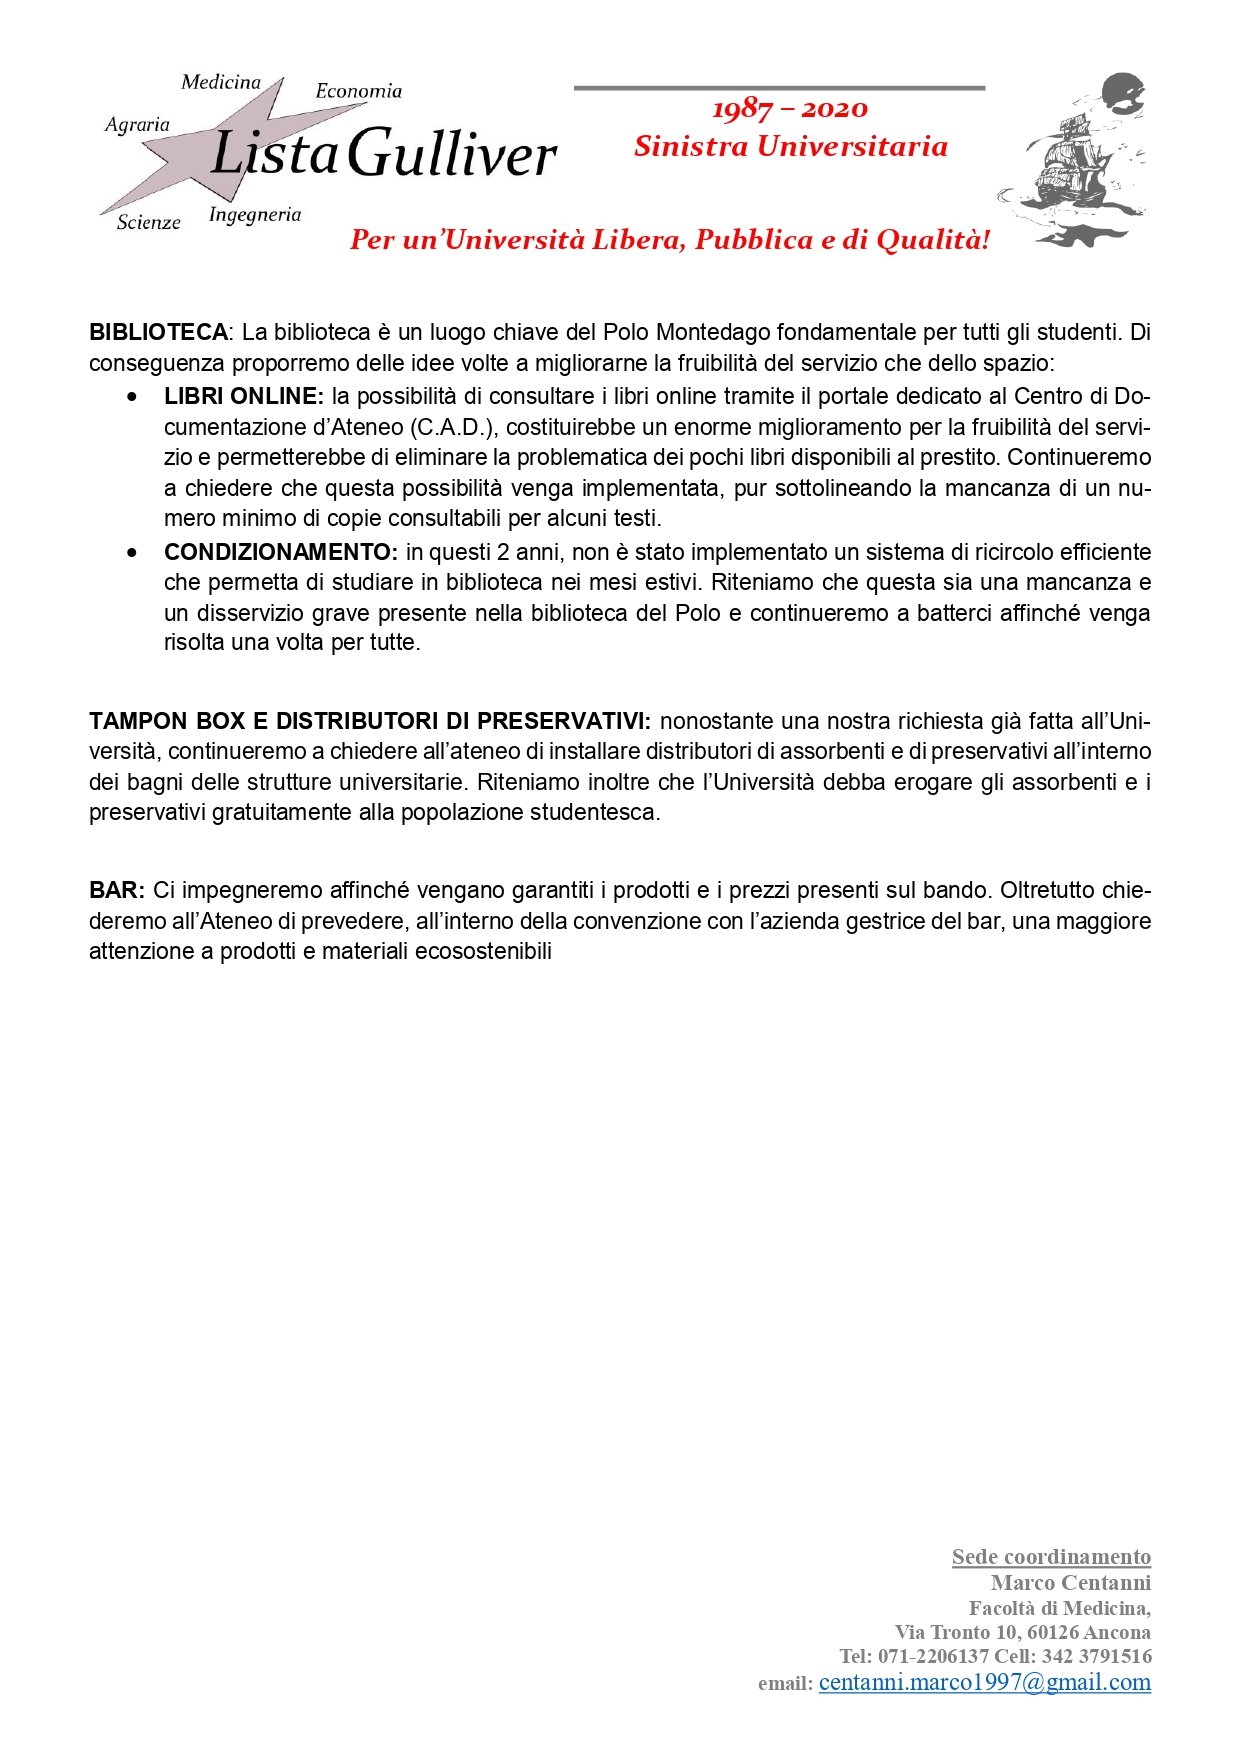 Medicina
Economia
Agraria
Lista Gulliver
Scienze
Ingegneria
1987 – 2020
Sinistra Universitaria
Per un’Università Libera, Pubblica e di Qualità!
BIBLIOTECA: La biblioteca è un luogo chiave del Polo Montedago fondamentale per tutti gli studenti. Di
conseguenza proporremo delle idee volte a migliorarne la fruibilità del servizio che dello spazio:
• LIBRI ONLINE: la possibilità di consultare i libri online tramite il portale dedicato al Centro di Do-
cumentazione d’Ateneo (C.A.D.), costituirebbe un enorme miglioramento per la fruibilità del servi-
zio e permetterebbe di eliminare la problematica dei pochi libri disponibili al prestito. Continueremo
a chiedere che questa possibilità venga implementata, pur sottolineando la mancanza di un nu-
mero minimo di copie consultabili per alcuni testi.
• CONDIZIONAMENTO: in questi 2 anni, non è stato implementato un sistema di ricircolo efficiente
che permetta di studiare in biblioteca nei mesi estivi. Riteniamo che questa sia una mancanza e
un disservizio grave presente nella biblioteca del Polo e continueremo a batterci affinché venga
risolta una volta per tutte.
TAMPON BOX E DISTRIBUTORI DI PRESERVATIVI: nonostante una nostra richiesta già fatta all’Uni-
versità, continueremo a chiedere all’ateneo di installare distributori di assorbenti e di preservativi all’interno
dei bagni delle strutture universitarie. Riteniamo inoltre che l’Università debba erogare gli assorbenti e i
preservativi gratuitamente alla popolazione studentesca.
BAR: Ci impegneremo affinché vengano garantiti i prodotti e i prezzi presenti sul bando. Oltretutto chie-
deremo all’Ateneo di prevedere, all’interno della convenzione con l’azienda gestrice del bar, una maggiore
attenzione a prodotti e materiali ecosostenibili
Sede coordinamento
Marco Centanni
Facoltà di Medicina,
Via Tronto 10, 60126 Ancona
Tel: 071-2206137 Cell: 342 3791516
email: centanni.marco1997@gmail.com